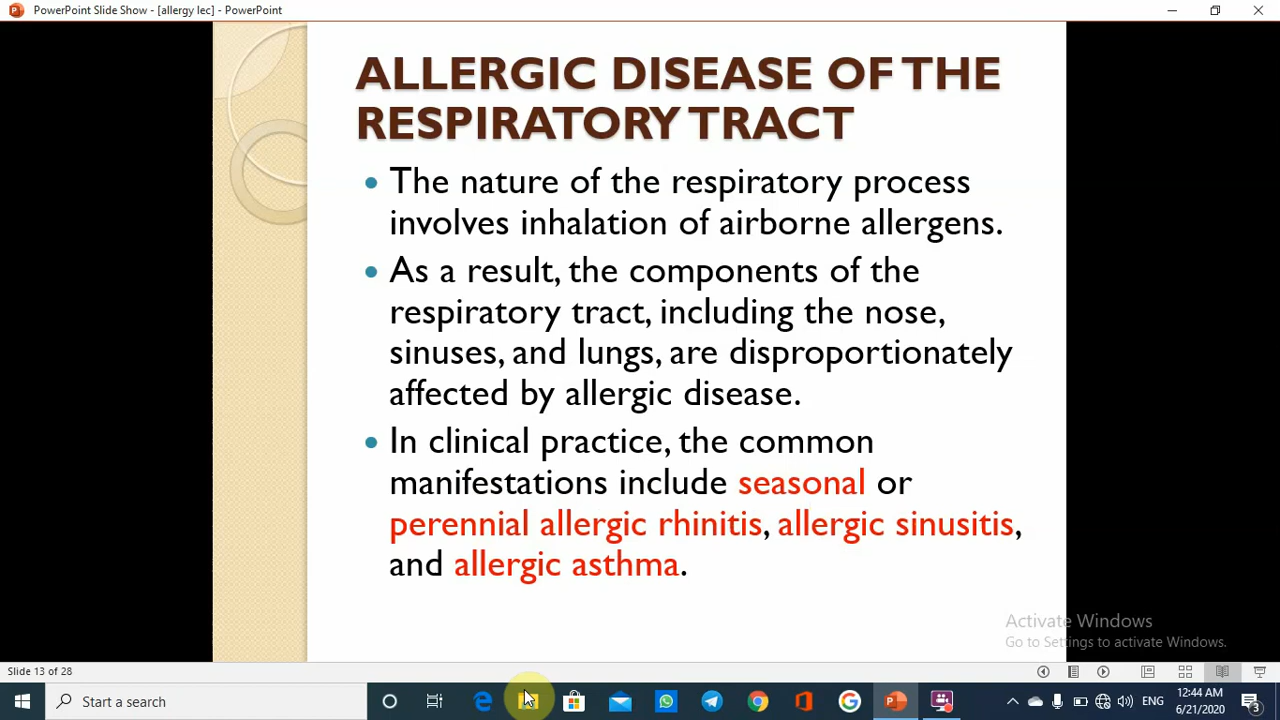 PowerPoint Slide Show - [allergy lec] - PowerPoint
ALLERGIC DISEASE OF THE
RESPIRATORY TRACT
• The nature of the respiratory process
involves inhalation of airborne allergens.
• As a result, the components of the
respiratory tract, including the nose,
sinuses, and lungs, are disproportionately
affected by allergic disease.
• In clinical practice, the common
manifestations include seasonal or
perennial allergic rhinitis, allergic sinusitis,
and allergic asthma.
Activate Windows
Go to Settings to activate Windows.
Slide 13 of 28
Start a search
ENG
12:44 AM
6/21/2020
3